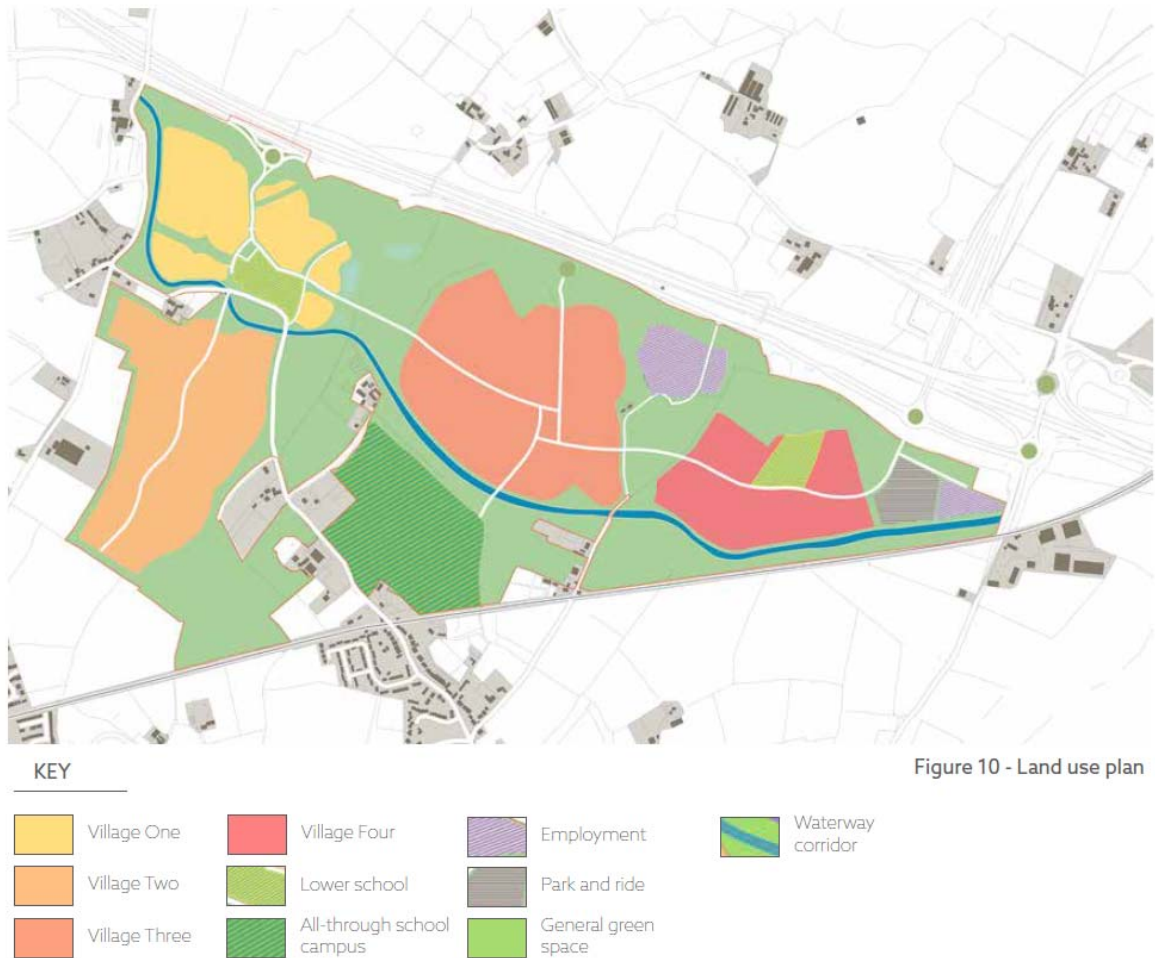 KEY
Figure 10 - Land use plan
Village One
Village Two
Village Three
Village Four
Lower school
All-through school
campus
Employment
Park and ride
General green
space
Waterway
corridor